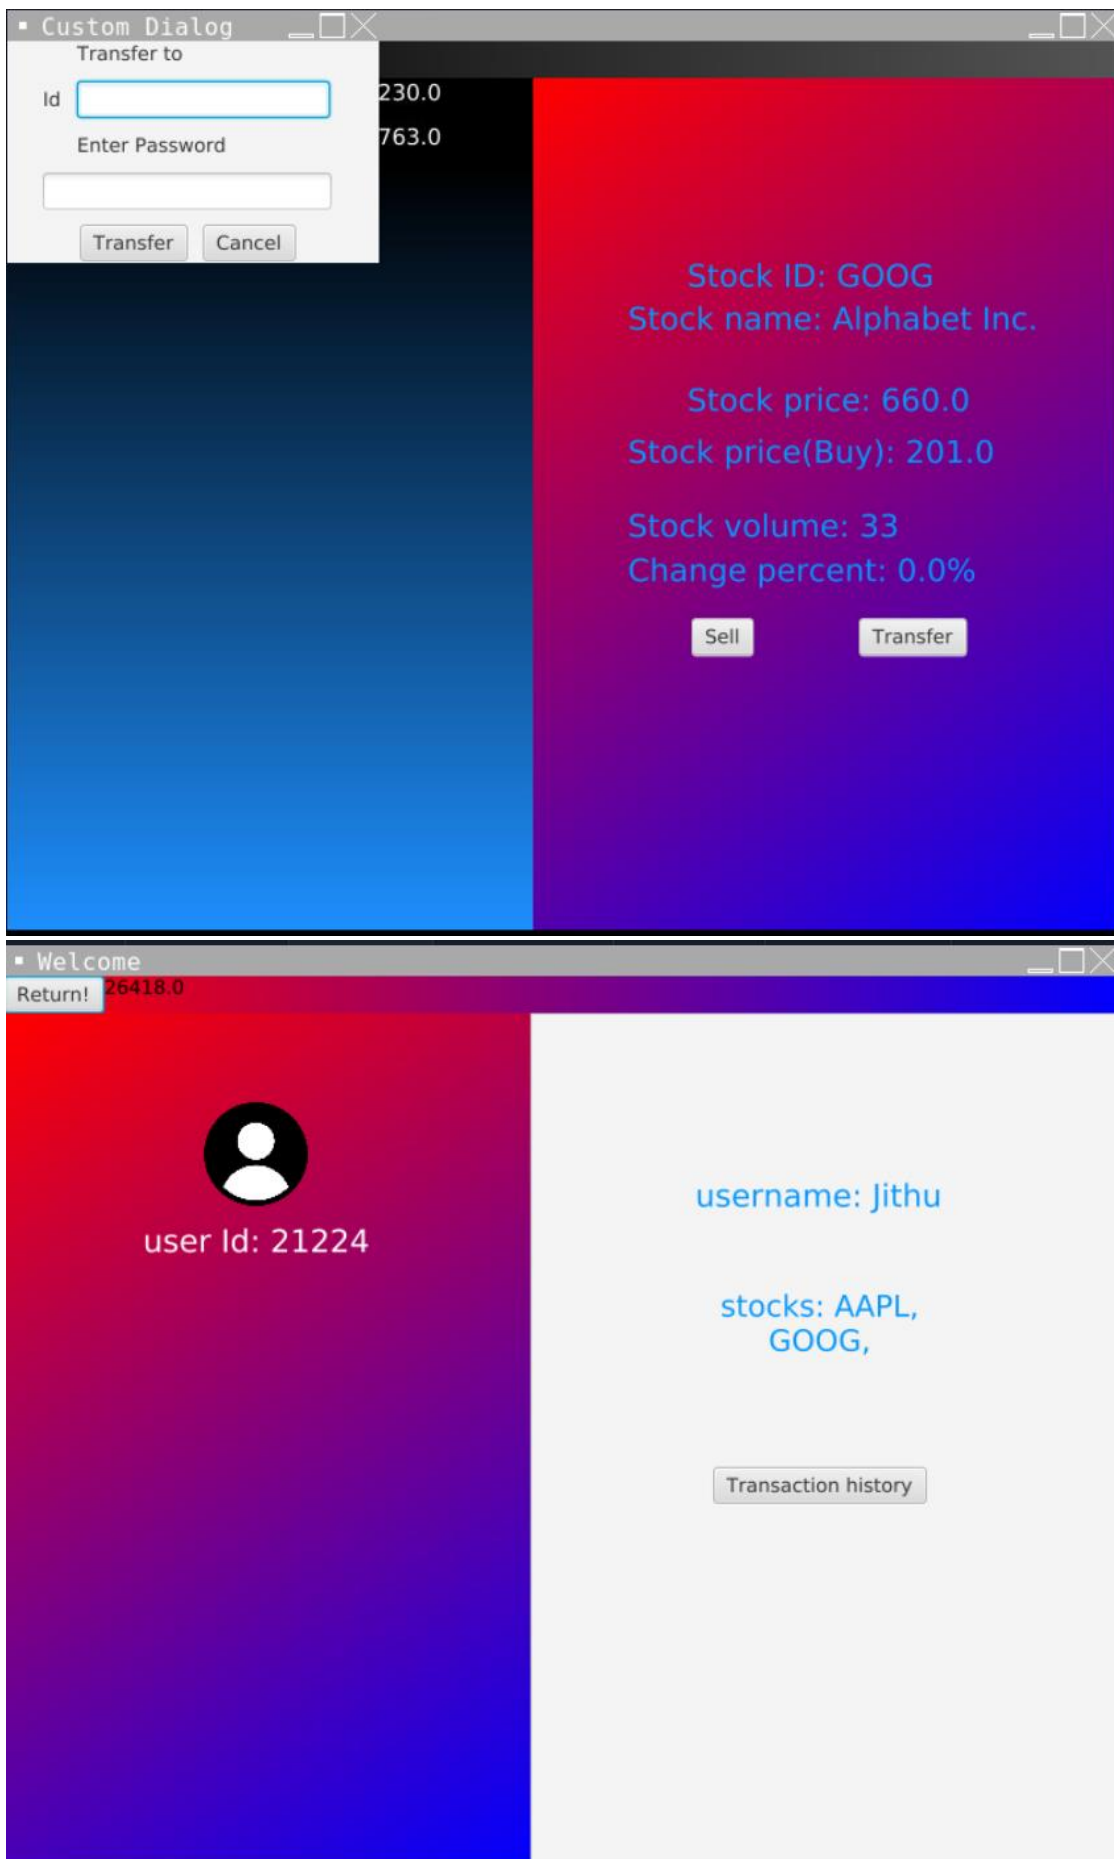 Custom Dialog
Transfer to
Id
230.0
Enter Password
763.0
Transfer Cancel
Stock ID: GOOG
Stock name: Alphabet Inc.
Stock price: 660.0
Stock price(Buy): 201.0
Stock volume: 33
Change percent: 0.0%
Sell Transfer
Welcome
Return! 26418.0
user Id: 21224
username: Jithu
stocks: AAPL,
GOOG,
Transaction history